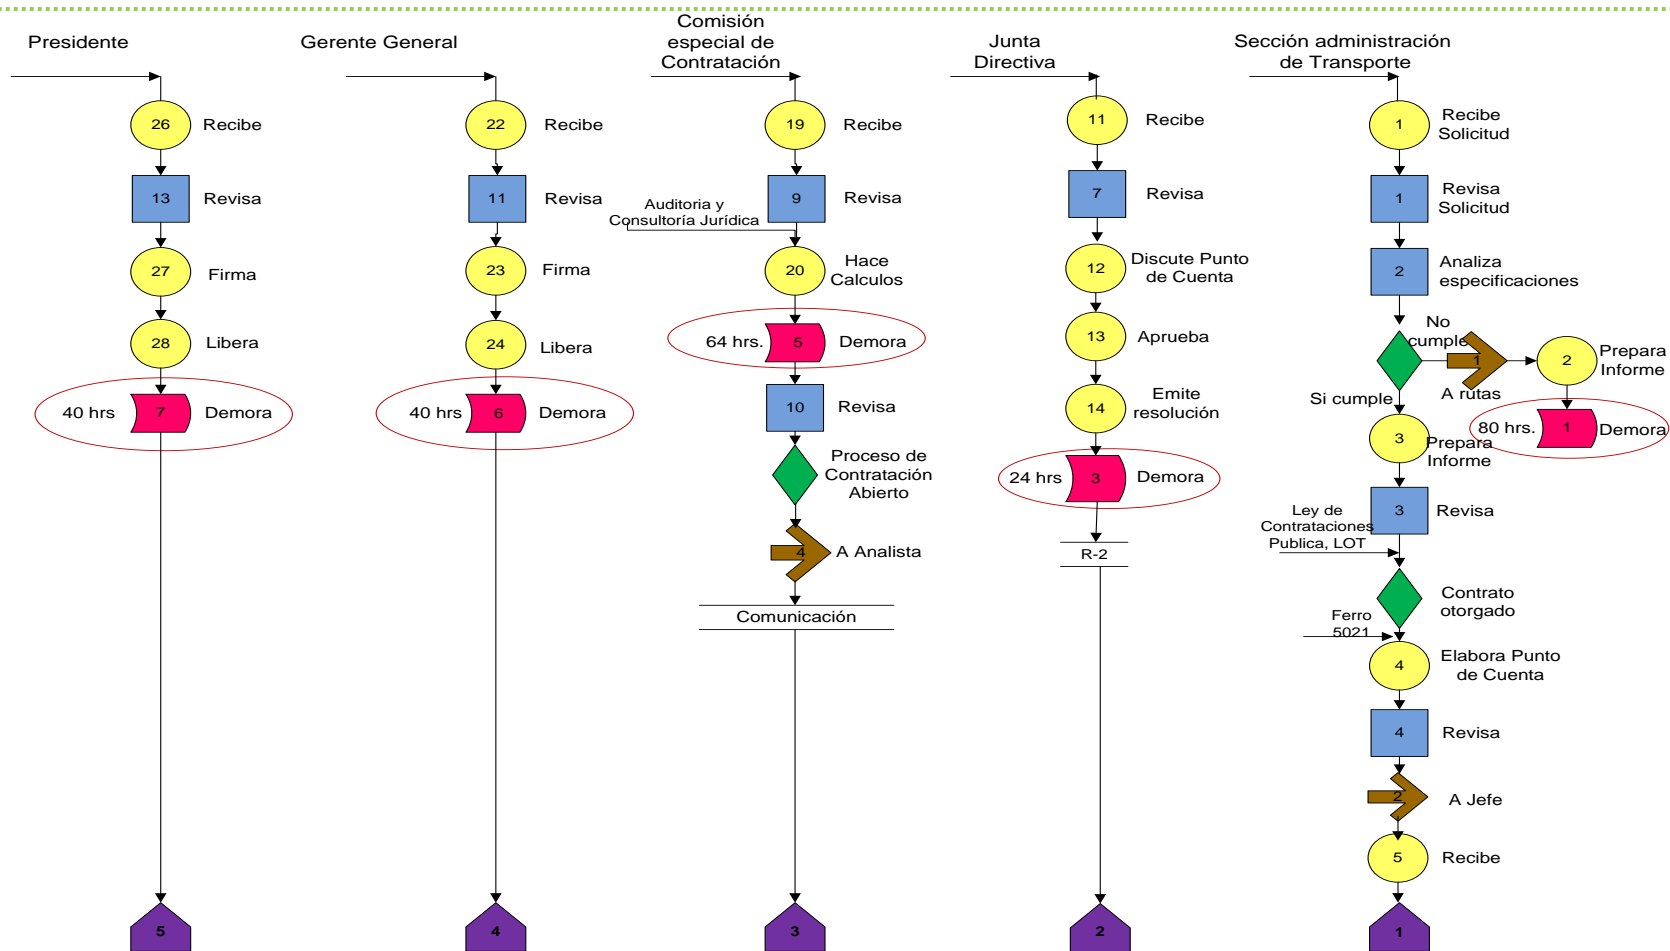 Presidente
26
Recibe
13
Revisa
27
Firma
28
Libera
40 hrs
7
Demora
5
Gerente General
22
Recibe
11
Revisa
23
Firma
24
Libera
40 hrs
6
Demora
4
Comisión
especial de
Contratación
19
Recibe
9
Revisa
Auditoria y
Consultoría Jurídica
20
Hace
Calculos
64 hrs.
5
Demora
10
Revisa
Proceso de
Contratación
Abierto
4
A Analista
Comunicación
3
Junta
Directiva
11
Recibe
7
Revisa
12
Discute Punto
de Cuenta
13
Aprueba
14
Emite
resolución
24 hrs
3
Demora
R-2
2
Sección administración
de Transporte
1
Recibe
Solicitud
1
Revisa
Solicitud
2
Analiza
especificaciones
No
cumple
1
A rutas
2
Prepara
Informe
80 hrs.
1
Demora
Si cumple
3
Prepara
Informe
3
Revisa
Ley de
Contrataciones
Publica, LOT
Contrato
otorgado
Ferro
5021
4
Elabora Punto
de Cuenta
4
Revisa
2
A Jefe
5
Recibe
1